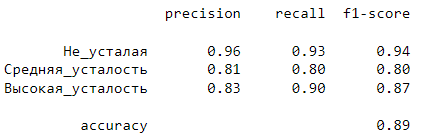 precision recall f1-score
Не_усталая 0.96 0.93 0.94
Средняя_усталость 0.81 0.80 0.80
Высокая_усталость 0.83 0.90 0.87
accuracy 0.89